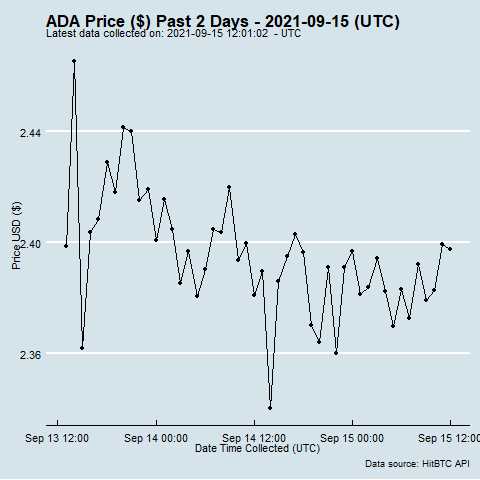 ADA Price ($) Past 2 Days - 2021-09-15 (UTC)
Latest data collected on: 2021-09-15 12:01:02 - UTC
2.44
2.40
2.36
Price USD ($)
Sep 13 12:00 Sep 14 00:00 Sep 14 12:00 Sep 15 00:00 Sep 15 12:00
Date Time Collected (UTC)
Data source: HitBTC API